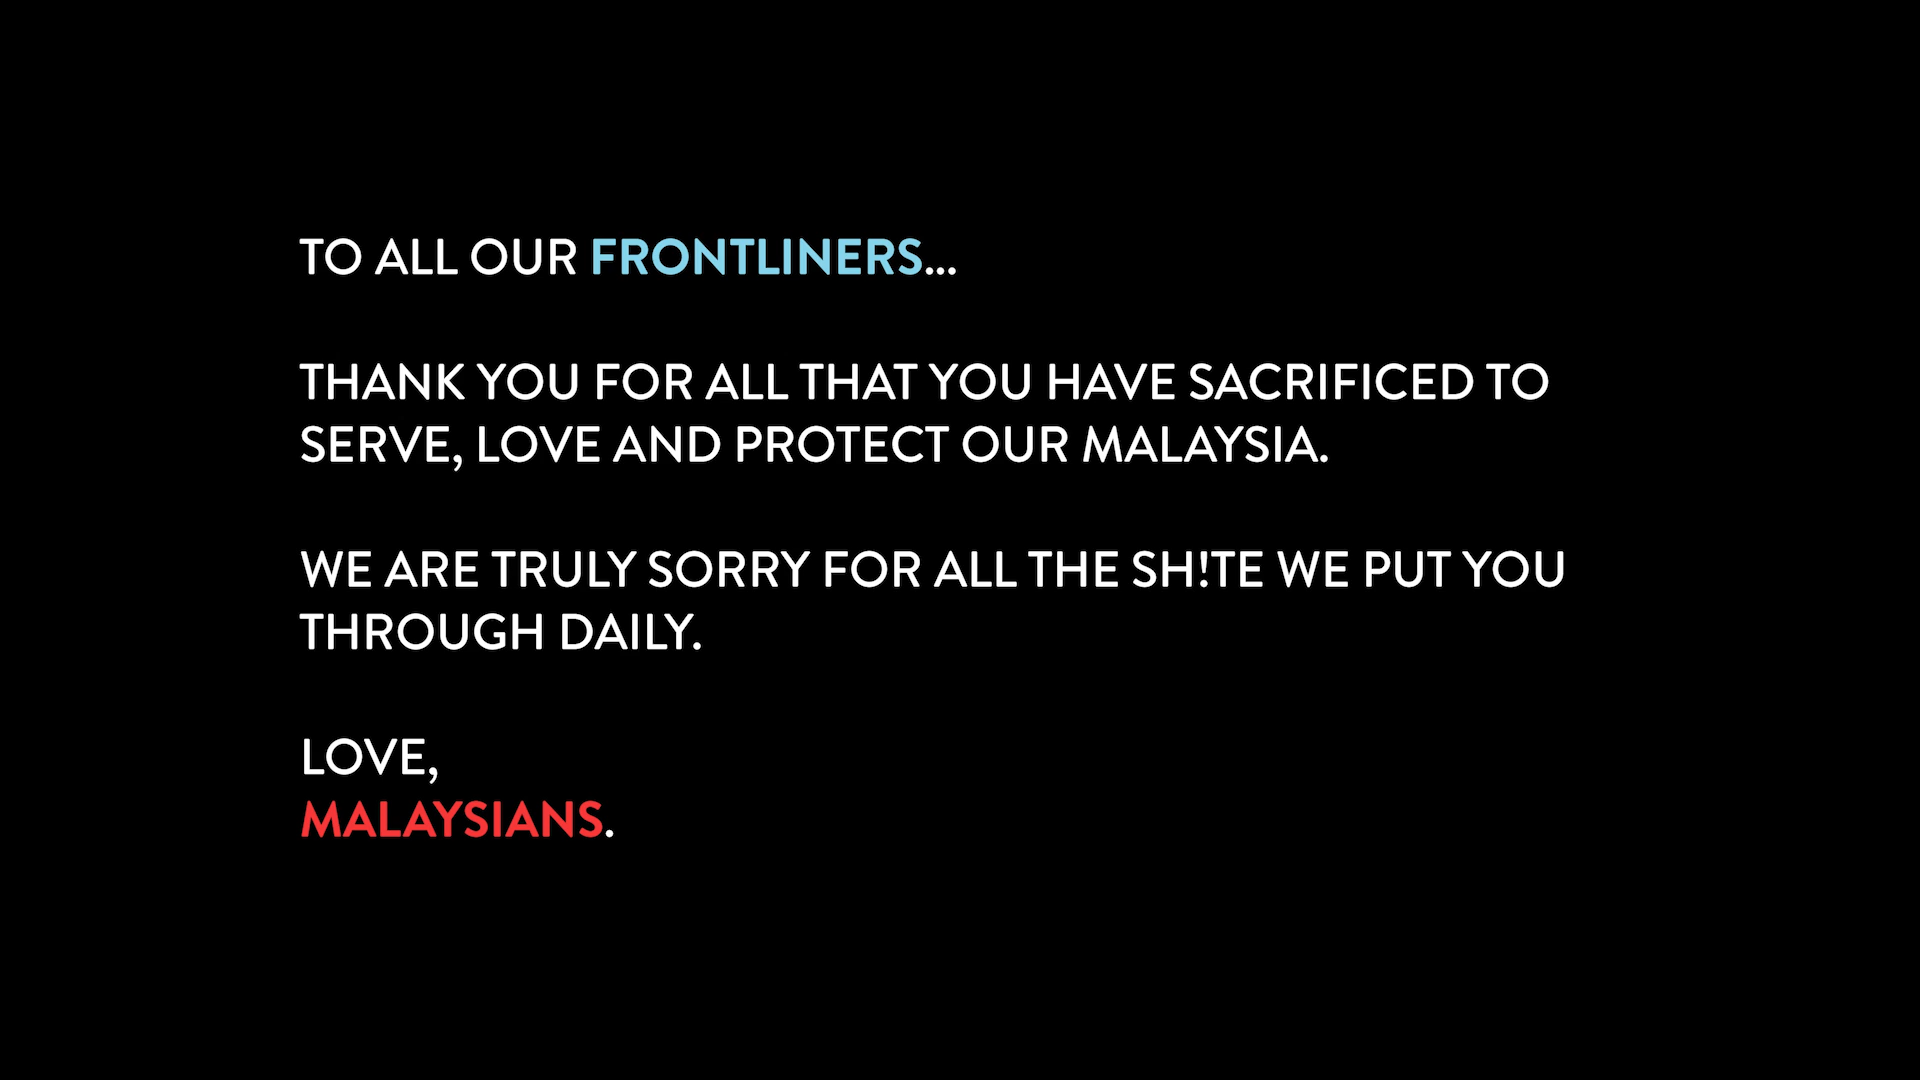 TO ALL OUR FRONTLINERS...
THANK YOU FOR ALL THAT YOU HAVE SACRIFICED TO
SERVE, LOVE AND PROTECT OUR MALAYSIA.
WE ARE TRULY SORRY FOR ALL THE SH!TE WE PUT YOU
THROUGH DAILY.
LOVE,
MALAYSIANS.